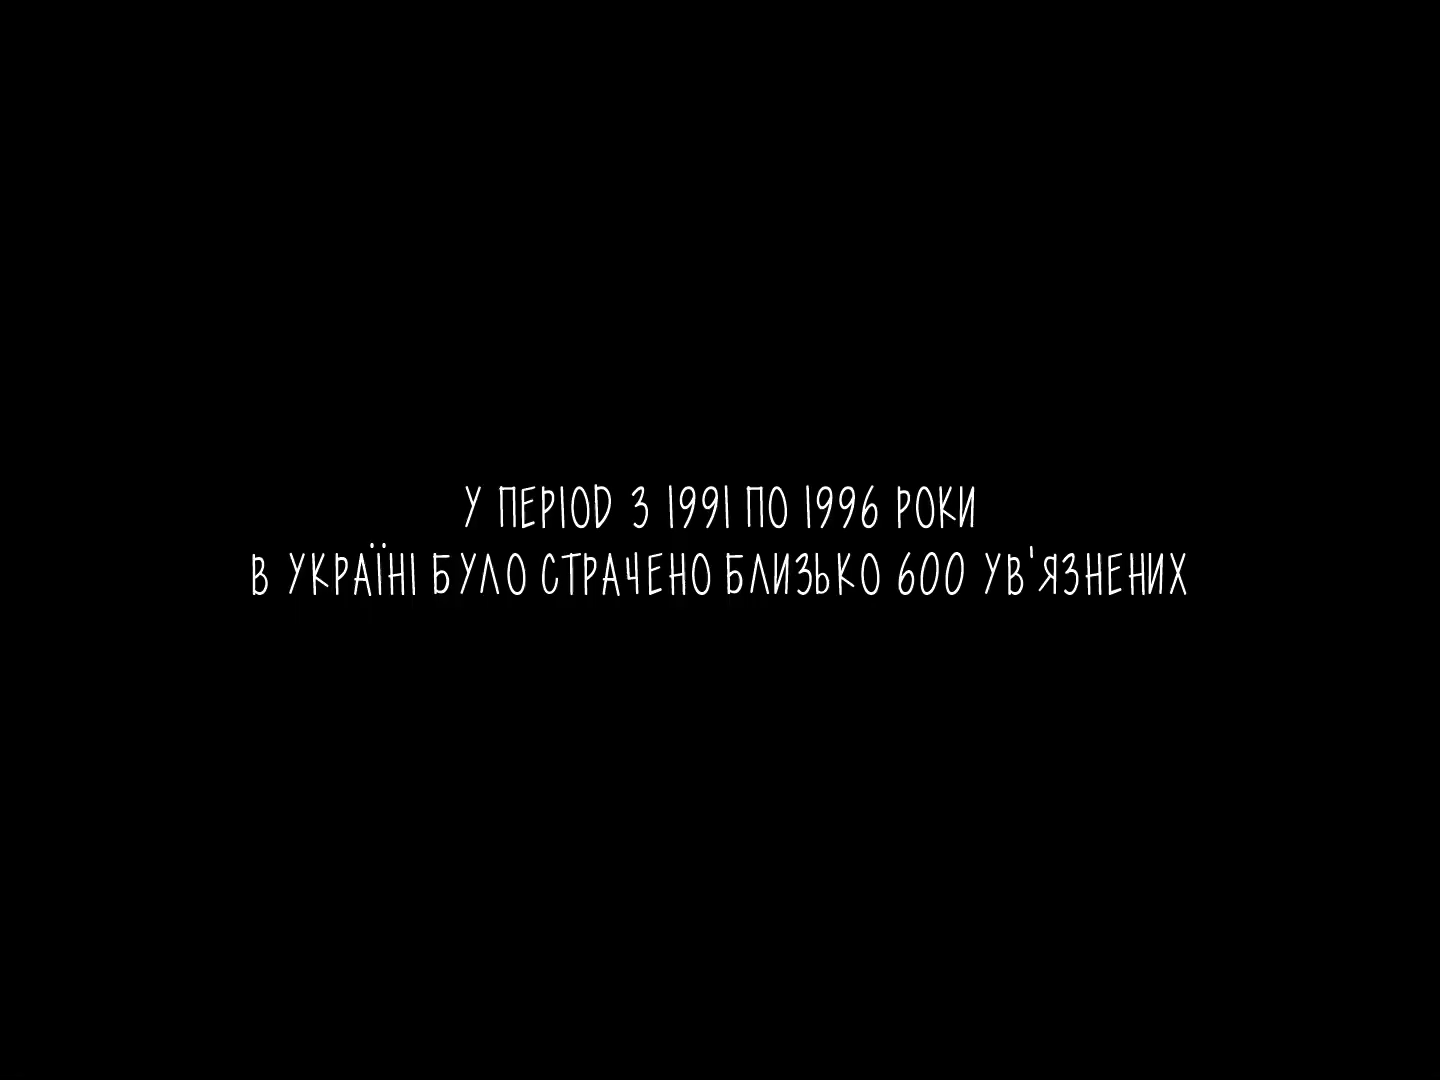 У ПЕРІОД З 1991 ПО 1996 РОКИ
В УКРАЇНІ БУЛО СТРАЧЕНО БЛИЗЬКО 600 УВ'ЯЗНЕНИХ